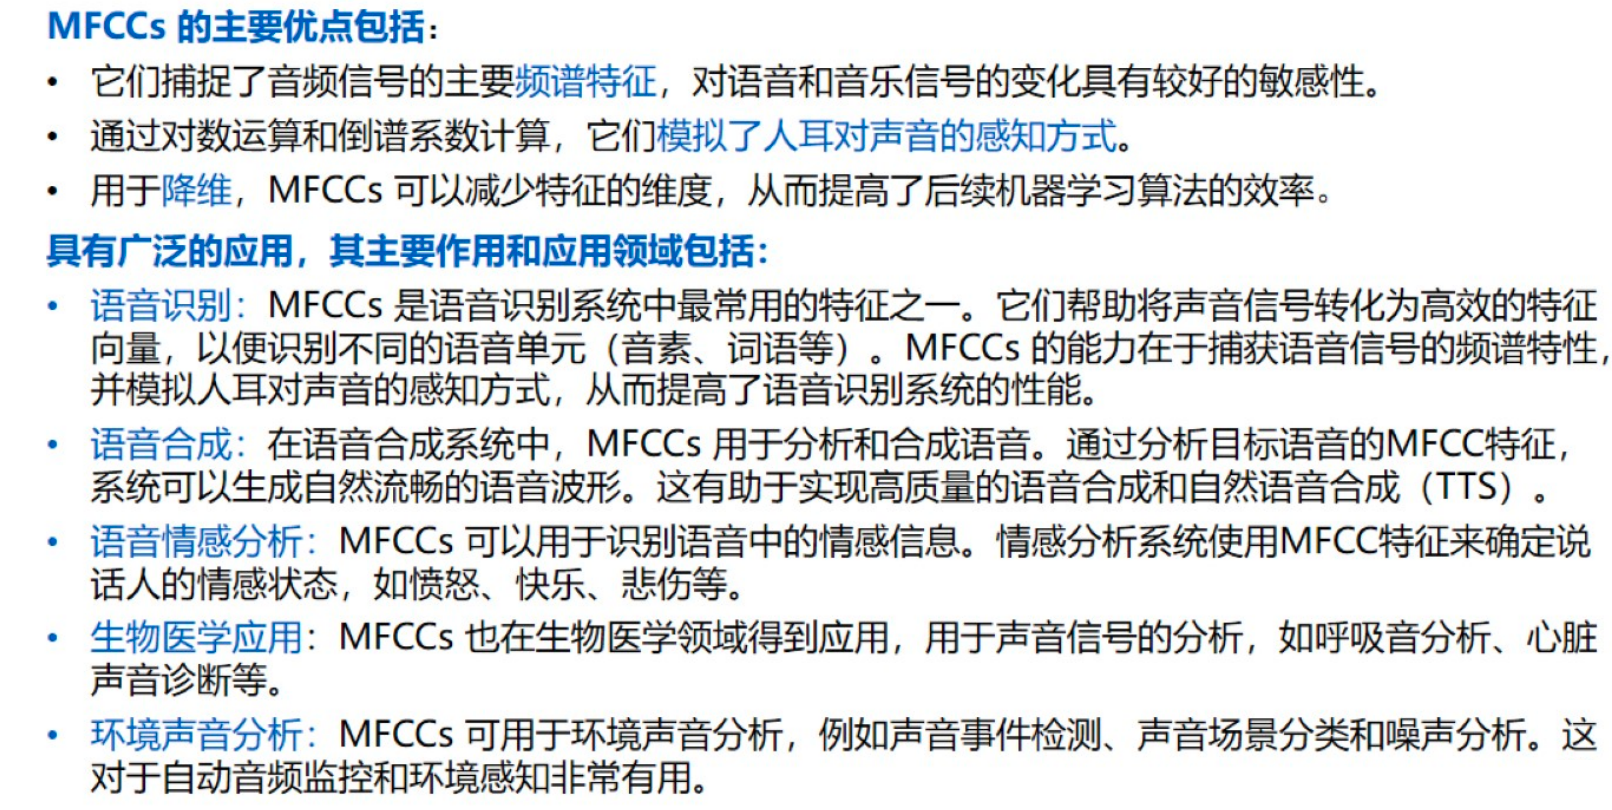 MFCCs 的主要优点包括：
• 它们捕捉了音频信号的主要频谱特征，对语音和音乐信号的变化具有较好的敏感性。
• 通过对数运算和倒谱系数计算，它们模拟了人耳对声音的感知方式。
• 用于降维，MFCCs 可以减少特征的维度，从而提高了后续机器学习算法的效率。
具有广泛的应用，其主要作用和应用领域包括：
• 语音识别：MFCCs 是语音识别系统中最常用的特征之一。它们帮助将声音信号转化为高效的特征
向量，以便识别不同的语音单元（音素、词语等）。MFCCs 的能力在于捕获语音信号的频谱特性，
并模拟人耳对声音的感知方式，从而提高了语音识别系统的性能。
• 语音合成：在语音合成系统中，MFCCs 用于分析和合成语音。通过分析目标语音的MFCC特征，
系统可以生成自然流畅的语音波形。这有助于实现高质量的语音合成和自然语音合成（TTS）。
• 语音情感分析：MFCCs 可以用于识别语音中的情感信息。情感分析系统使用MFCC特征来确定说
话人的情感状态，如愤怒、快乐、悲伤等。
• 生物医学应用：MFCCs 也在生物医学领域得到应用，用于声音信号的分析，如呼吸音分析、心脏
声音诊断等。
• 环境声音分析：MFCCs 可用于环境声音分析，例如声音事件检测、声音场景分类和噪声分析。这
对于自动音频监控和环境感知非常有用。